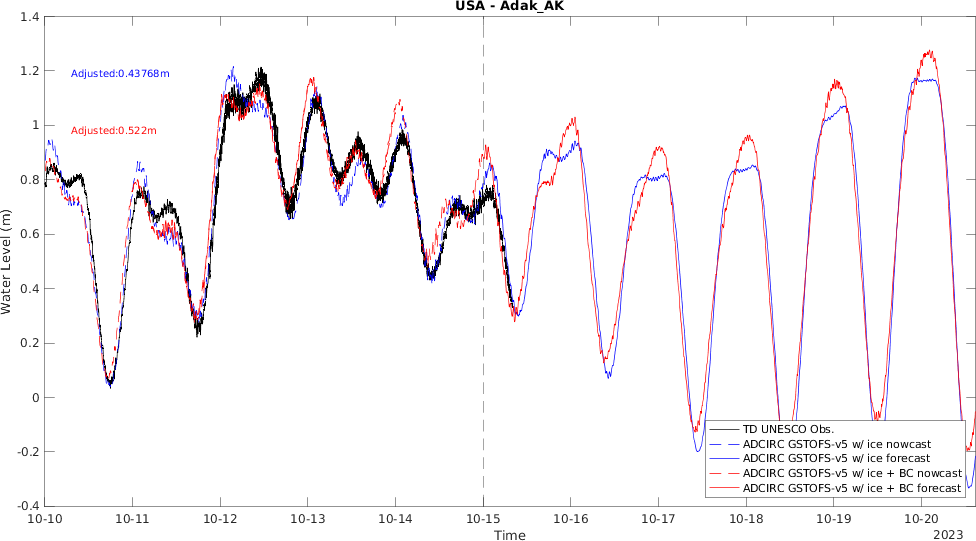 USA - Adak_AK
1.4
1.2
1
0.8
0.6
0.4
0.2
0
-0.2
-0.4
Water Level (m)
Adjusted:0.43768m
Adjusted:0.522m
TD UNESCO Obs.
ADCIRC GSTOFS-v5 w/ ice nowcast
ADCIRC GSTOFS-v5 w/ ice forecast
ADCIRC GSTOFS-v5 w/ ice + BC nowcast
ADCIRC GSTOFS-v5 w/ ice + BC forecast
10-10 10-11 10-12 10-13 10-14 10-15 10-16 10-17 10-18 10-19 10-20
Time
2023